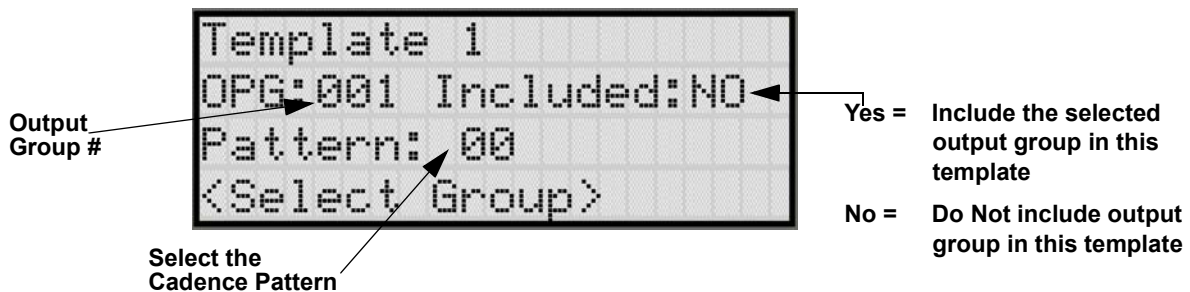 Template 1
OPG:001 Included:NO
Pattern: 00
<Select Group>
Output
Group #
Select the
Cadence Pattern
Yes = Include the selected
output group in this
template
No = Do Not include output
group in this template